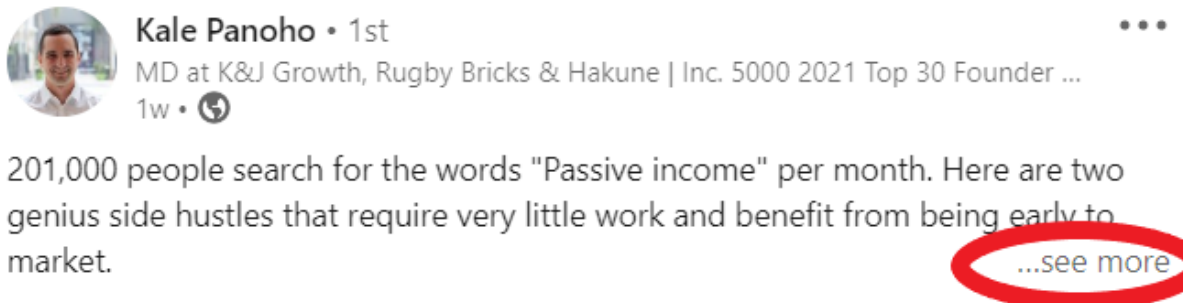 Kale Panoho • 1st
MD at K&J Growth, Rugby Bricks & Hakune | Inc. 5000 2021 Top 30 Founder ...
1w •
201,000 people search for the words "Passive income" per month. Here are two
genius side hustles that require very little work and benefit from being early to
market.
...see more